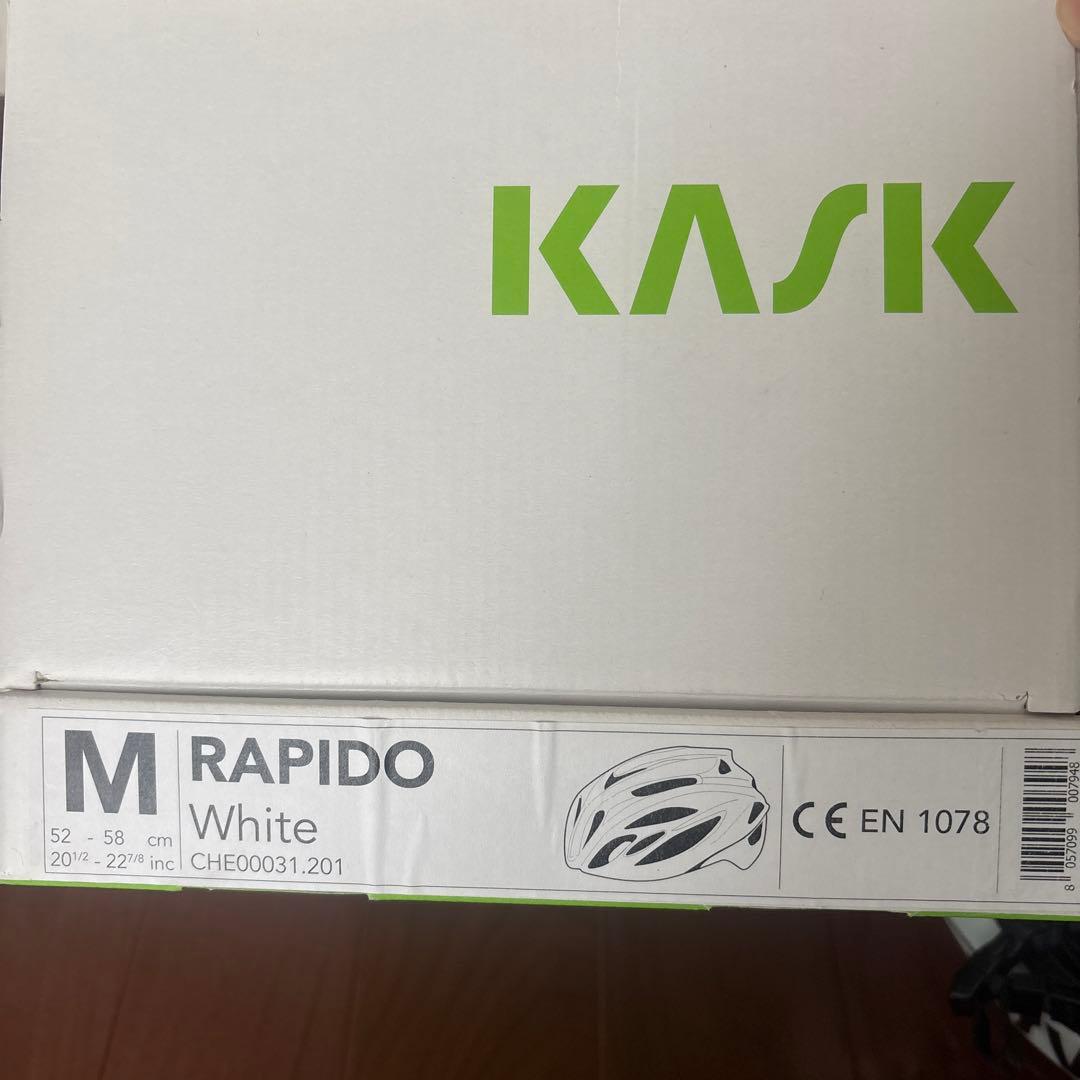 KASK
M
52 - 58 cm
20 1/2 - 22 7/8 inc
RAPIDO
White
CHE00031.201
CE EN 1078
8 057099 007948